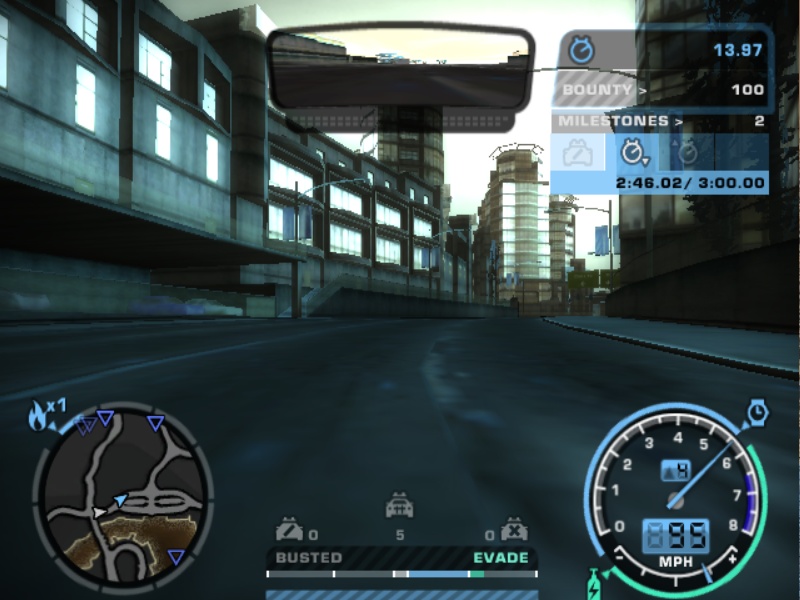 13.97
BOUNTY > 100
MILESTONES > 2
2:46.02/ 3:00.00
x1
0 5 0
BUSTED EVADE
0 1 2 3 4 5 6 7 8
4
95
MPH
- +